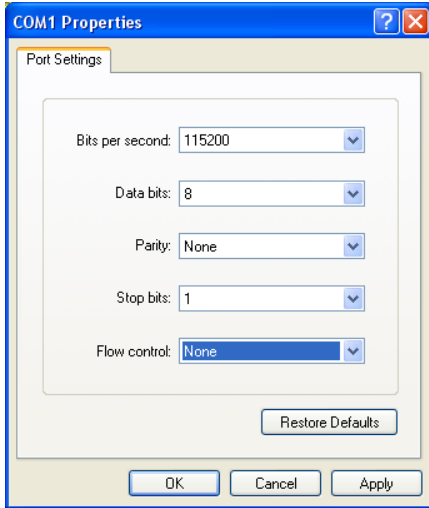 COM1 Properties
Port Settings
Bits per second: 115200
Data bits: 8
Parity: None
Stop bits: 1
Flow control: None
Restore Defaults
OK Cancel Apply